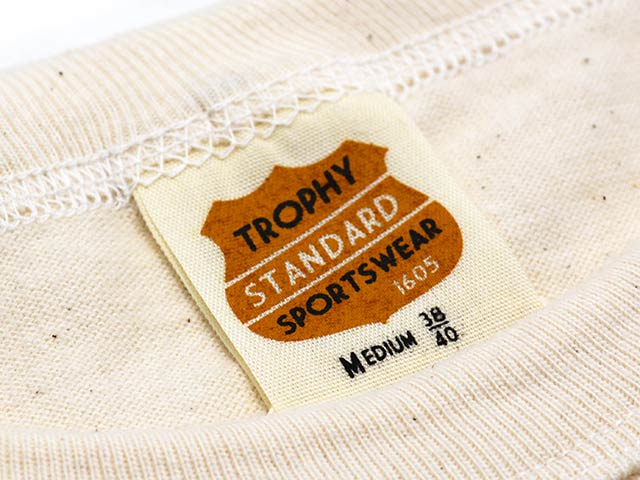 TROPHY
STANDARD
SPORTSWEAR
1605
MEDIUM 38/40